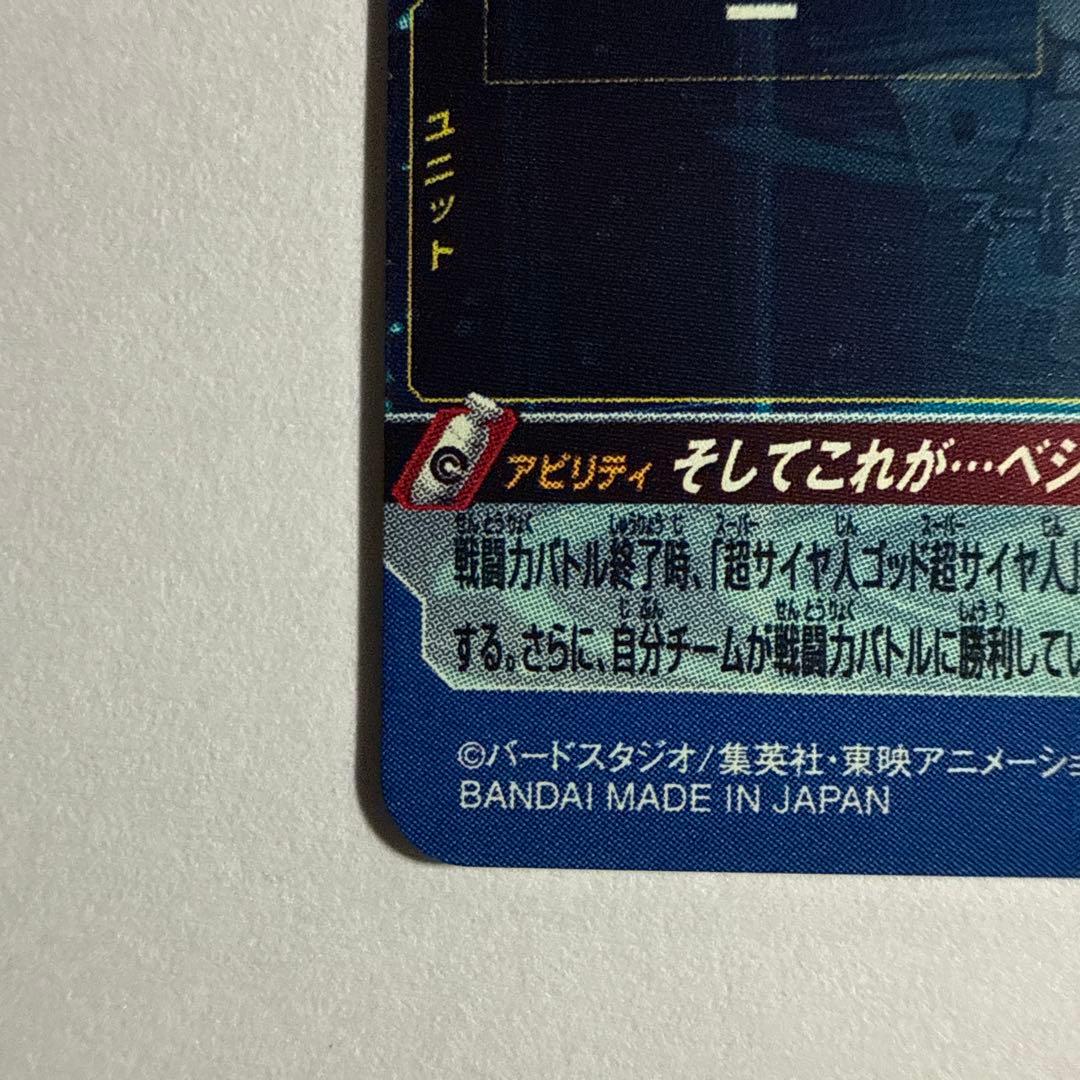 ユニット
アビリティ そしてこれが…ベジ
戦闘力バトル終了時、「超サイヤ人ゴッド超サイヤ人」
する。さらに、自分チームが戦闘力バトルに勝利してい
©バードスタジオ/集英社・東映アニメーショ
BANDAI MADE IN JAPAN